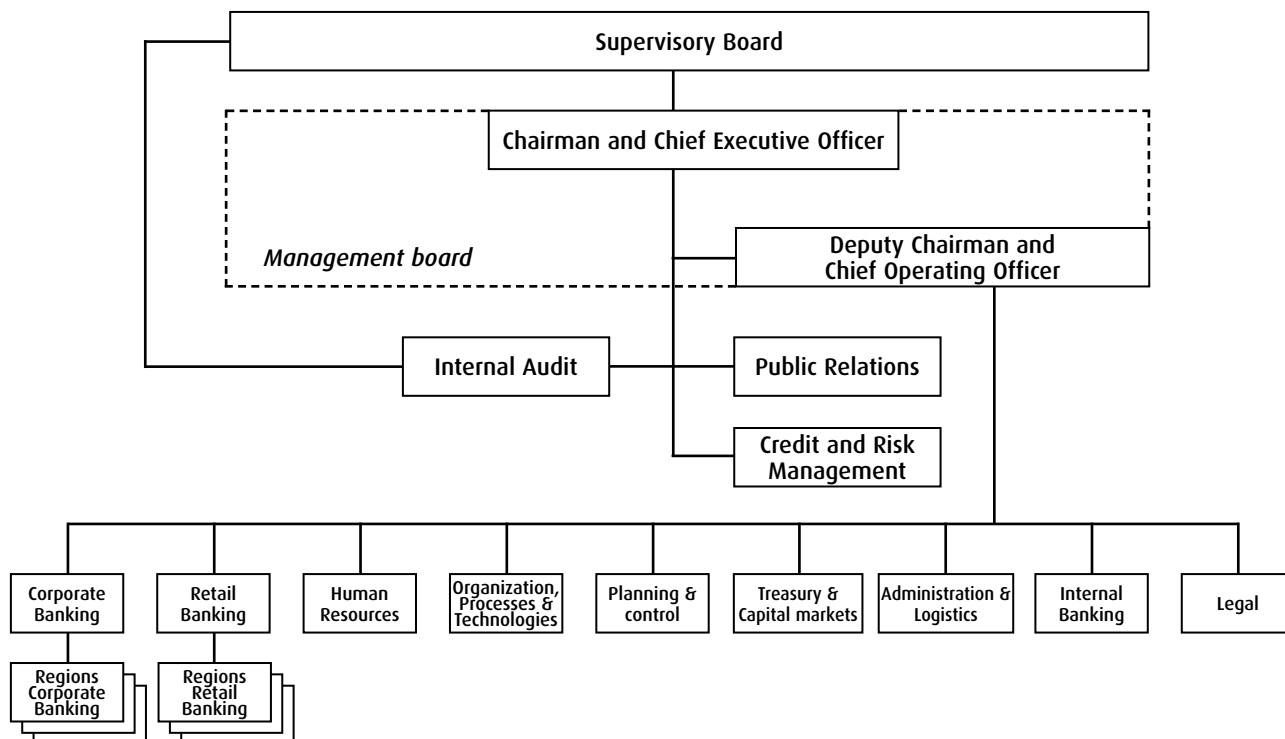 Supervisory Board
Chairman and Chief Executive Officer
Management board
Deputy Chairman and
Chief Operating Officer
Internal Audit
Public Relations
Credit and Risk
Management
Corporate
Banking
Retail
Banking
Human
Resources
Organization,
Processes &
Technologies
Planning &
control
Treasury &
Capital markets
Administration &
Logistics
Internal
Banking
Legal
Regions
Corporate
Banking
Regions
Retail
Banking